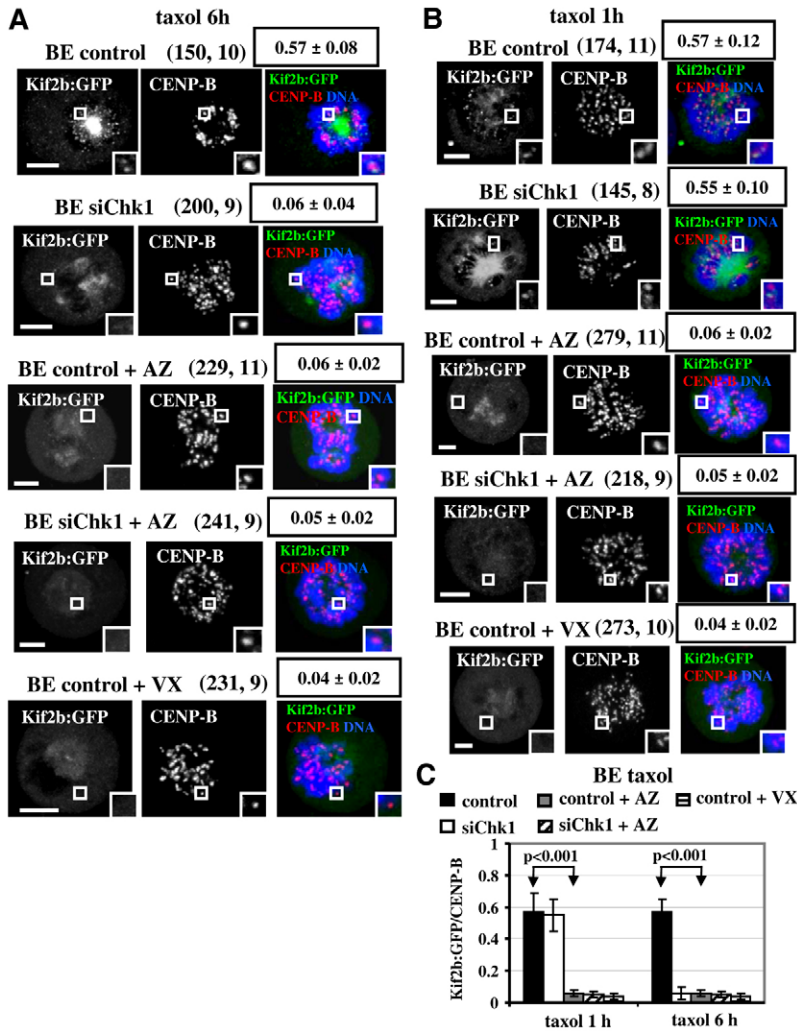 A
taxol 6h
BE control (150, 10) 0.57 ± 0.08
Kif2b:GFP CENP-B Kif2b:GFP
CENP-B DNA
BE siChk1 (200, 9) 0.06 ± 0.04
Kif2b:GFP CENP-B Kif2b:GFP
CENP-B DNA
BE control + AZ (229, 11) 0.06 ± 0.02
Kif2b:GFP CENP-B Kif2b:GFP DNA
CENP-B
BE siChk1 + AZ (241, 9) 0.05 ± 0.02
Kif2b:GFP CENP-B Kif2b:GFP
CENP-B DNA
BE control + VX (231, 9) 0.04 ± 0.02
Kif2b:GFP CENP-B Kif2b:GFP
CENP-B DNA
B
taxol 1h
BE control (174, 11) 0.57 ± 0.12
Kif2b:GFP CENP-B Kif2b:GFP
CENP-B DNA
BE siChk1 (145, 8) 0.55 ± 0.10
Kif2b:GFP CENP-B Kif2b:GFP DNA
CENP-B
BE control + AZ (279, 11) 0.06 ± 0.02
Kif2b:GFP CENP-B Kif2b:GFP
CENP-B DNA
BE siChk1 + AZ (218, 9) 0.05 ± 0.02
Kif2b:GFP CENP-B Kif2b:GFP
CENP-B DNA
BE control + VX (273, 10) 0.04 ± 0.02
Kif2b:GFP CENP-B Kif2b:GFP
CENP-B DNA
C
BE taxol
control control + AZ control + VX
siChk1 siChk1 + AZ
Kif2b:GFP/CENP-B
1
0.8
0.6
0.4
0.2
0
p<0.001 p<0.001
taxol 1 h taxol 6 h